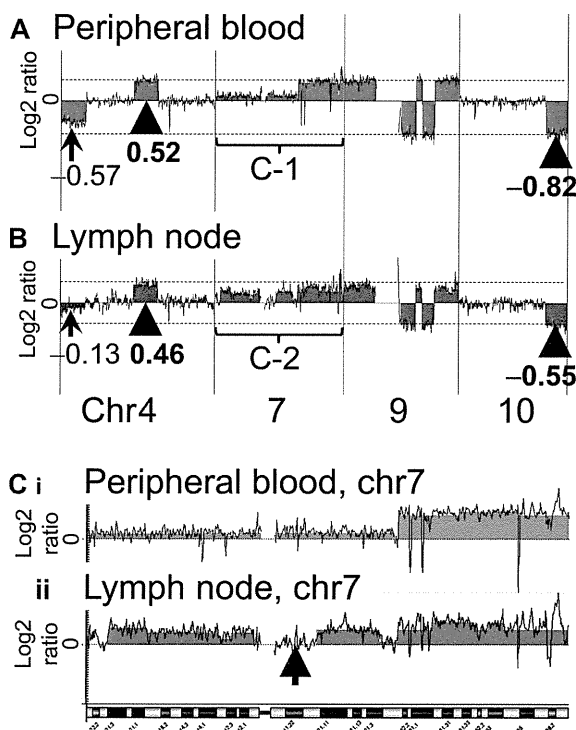 A Peripheral blood
Log2 ratio
0
−0.57
0.52
C-1
−0.82
B Lymph node
Log2 ratio
0
−0.13
0.46
C-2
−0.55
Chr4 7 9 10
C i Peripheral blood, chr7
Log2 ratio
0
ii Lymph node, chr7
Log2 ratio
0